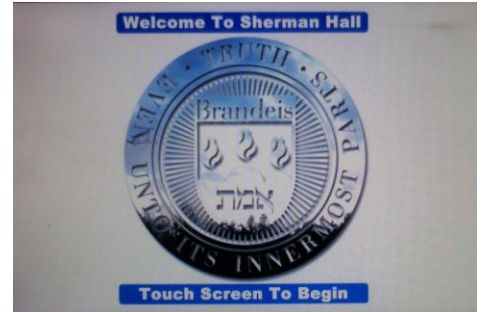 Welcome To Sherman Hall
· TRUTH · EVEN UNTO ITS INNERMOST PARTS
Brandeis
אמת
Touch Screen To Begin